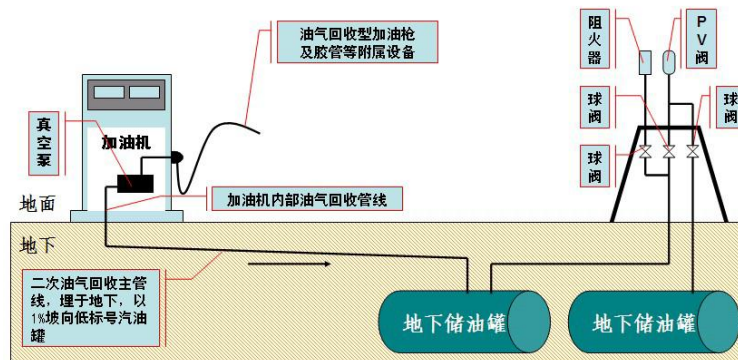 油气回收型加油枪
及胶管等附属设备
阻
火
器
P
V
阀
真
空
泵
加油机
球
阀
球
阀
球
阀
加油机内部油气回收管线
地面
地下
二次油气回收主管
线，埋于地下，以
1%坡向低标号汽油
罐
地下储油罐
地下储油罐